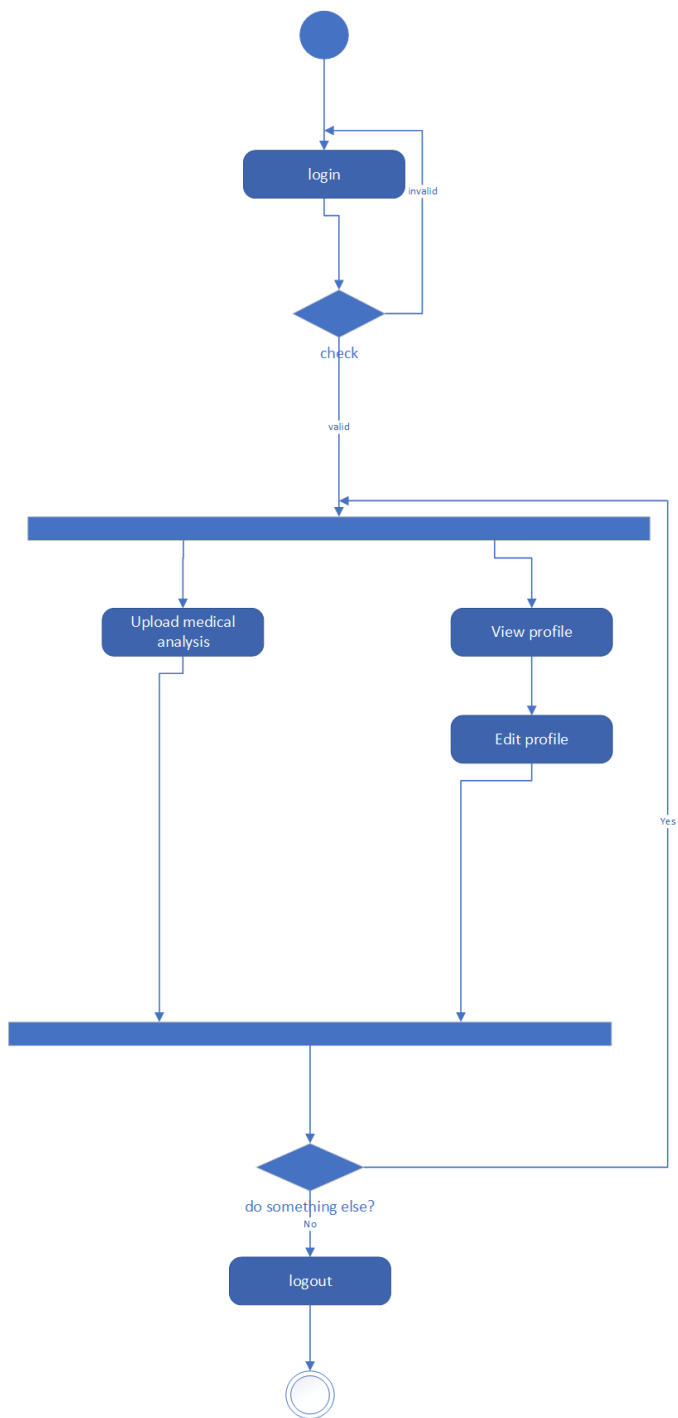 login
invalid
check
valid
Upload medical
analysis
View profile
Edit profile
Yes
do something else?
No
logout